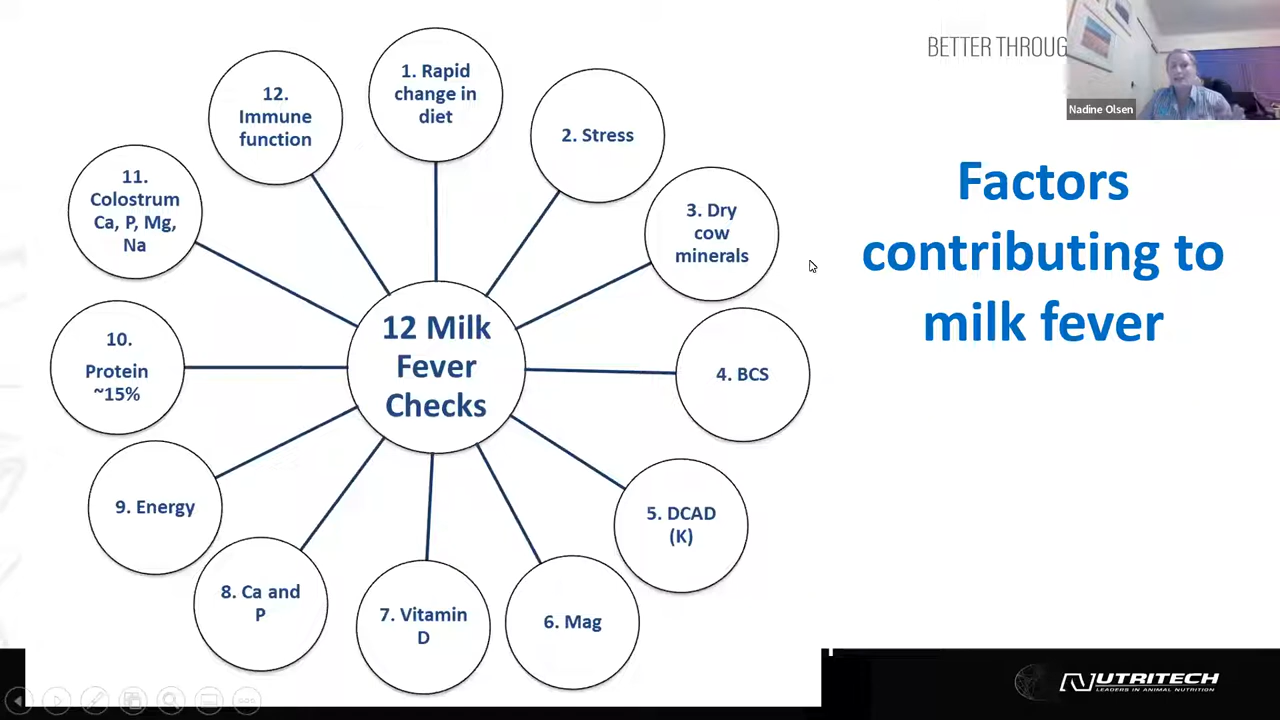 BETTER THROUG
Nadine Olsen
Factors
contributing to
milk fever
12 Milk
Fever
Checks
1. Rapid
change in
diet
2. Stress
3. Dry
cow
minerals
4. BCS
5. DCAD
(K)
6. Mag
7. Vitamin
D
8. Ca and
P
9. Energy
10.
Protein
~15%
11.
Colostrum
Ca, P, Mg,
Na
12.
Immune
function
NUTRITECH
LEADERS IN ANIMAL NUTRITION